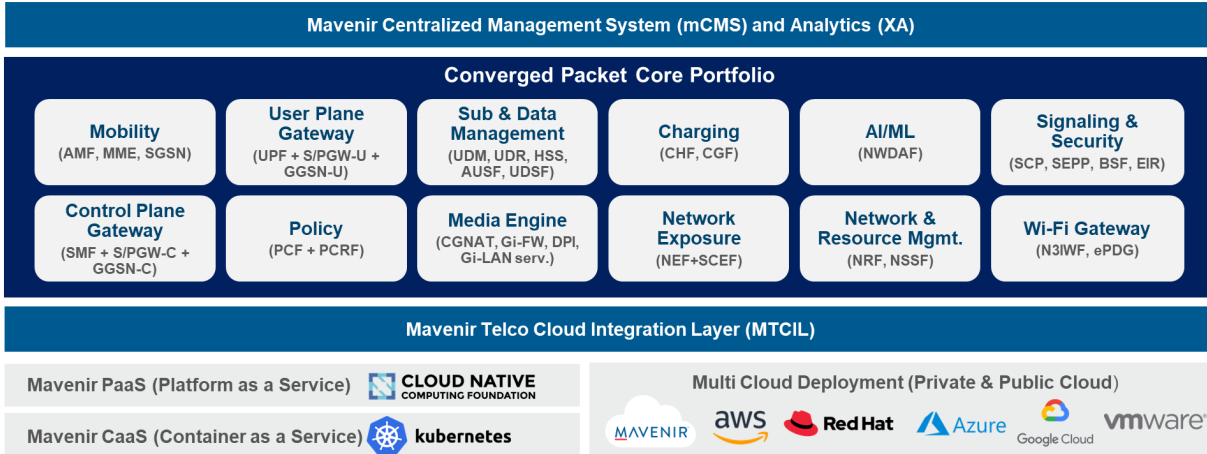 Mavenir Centralized Management System (mCMS) and Analytics (XA)
Converged Packet Core Portfolio
Mobility
(AMF, MME, SGSN)
User Plane
Gateway
(UPF + S/PGW-U +
GGSN-U)
Sub & Data
Management
(UDM, UDR, HSS,
AUSF, UDSF)
Charging
(CHF, CGF)
AI/ML
(NWDAF)
Signaling &
Security
(SCP, SEPP, BSF, EIR)
Control Plane
Gateway
(SMF + S/PGW-C +
GGSN-C)
Policy
(PCF + PCRF)
Media Engine
(CGNAT, Gi-FW, DPI,
Gi-LAN serv.)
Network
Exposure
(NEF+SCEF)
Network &
Resource Mgmt.
(NRF, NSSF)
Wi-Fi Gateway
(N3IWF, ePDG)
Mavenir Telco Cloud Integration Layer (MTCIL)
Mavenir PaaS (Platform as a Service)
CLOUD NATIVE
COMPUTING FOUNDATION
Mavenir CaaS (Container as a Service)
kubernetes
Multi Cloud Deployment (Private & Public Cloud)
MAVENIR
aws
Red Hat
Azure
Google Cloud
vmware